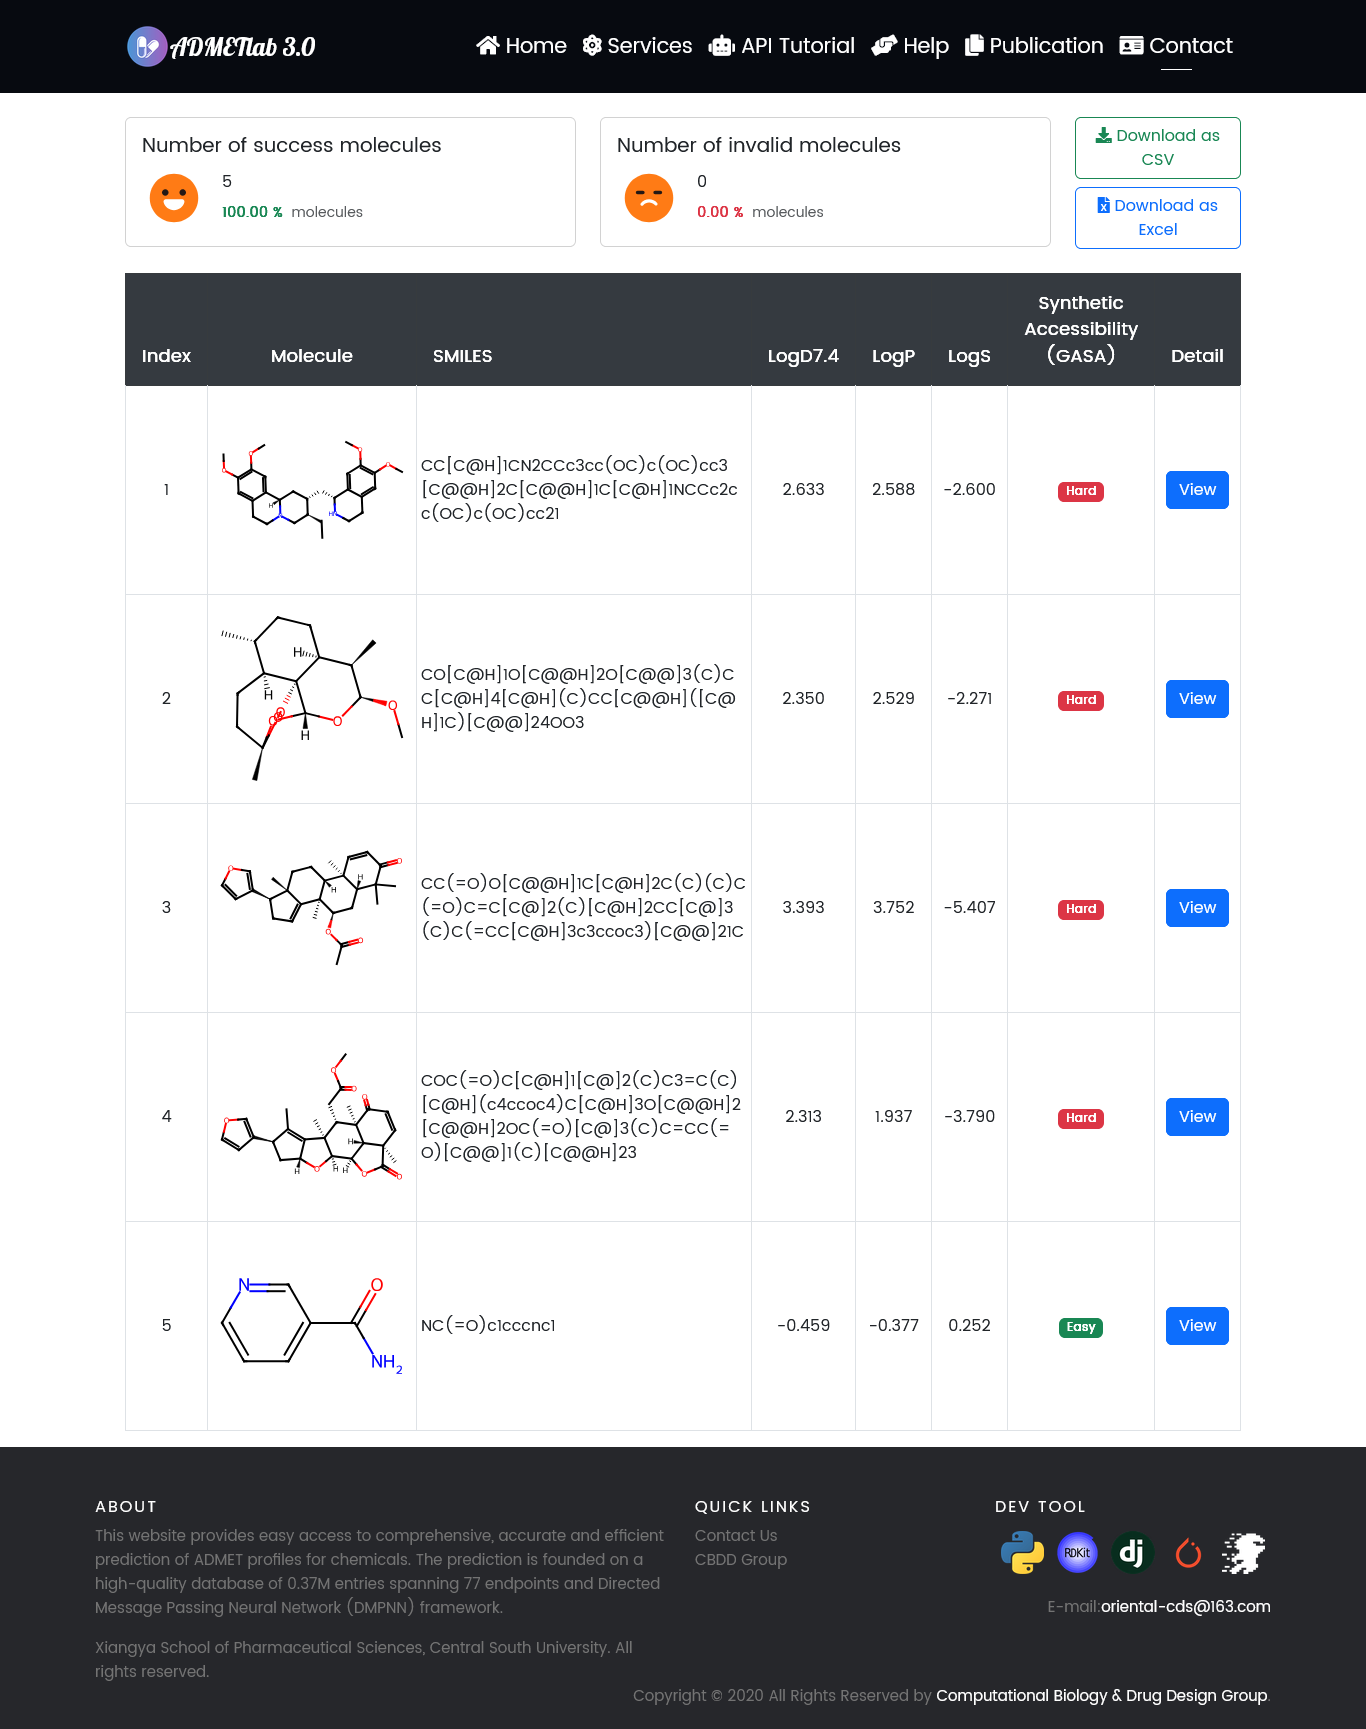 ADMETlab 3.0
Home Services API Tutorial Help Publication Contact
Number of success molecules
5
100.00 % molecules
Number of invalid molecules
0
0.00 % molecules
Download as
CSV
Download as
Excel
Index Molecule SMILES LogD7.4 LogP LogS Synthetic Accessibility (GASA) Detail
1
CC[C@H]1CN2CCc3cc(OC)c(OC)cc3
[C@@H]2C[C@@H]1C[C@H]1NCCc2c
c(OC)c(OC)cc21
2.633 2.588 -2.600 Hard View
2
CO[C@H]1O[C@@H]2O[C@@]3(C)C
C[C@H]4[C@H](C)CC[C@@H]([C@
H]1C)[C@@]24OO3
2.350 2.529 -2.271 Hard View
3
CC(=O)O[C@@H]1C[C@H]2C(C)(C)C
(=O)C=C[C@]2(C)[C@H]2CC[C@]3
(C)C(=CC[C@H]3c3ccoc3)[C@@]21C
3.393 3.752 -5.407 Hard View
4
COC(=O)C[C@H]1[C@]2(C)C3=C(C)
[C@H](c4ccoc4)C[C@H]3O[C@@H]2
[C@@H]2OC(=O)[C@]3(C)C=CC(=
O)[C@@]1(C)[C@@H]23
2.313 1.937 -3.790 Hard View
5
N O NH2
NC(=O)c1cccnc1
-0.459 -0.377 0.252 Easy View
ABOUT
This website provides easy access to comprehensive, accurate and efficient
prediction of ADMET profiles for chemicals. The prediction is founded on a
high-quality database of 0.37M entries spanning 77 endpoints and Directed
Message Passing Neural Network (DMPNN) framework.
Xiangya School of Pharmaceutical Sciences, Central South University. All
rights reserved.
QUICK LINKS
Contact Us
CBDD Group
DEV TOOL
RDKit dj
E-mail:oriental-cds@163.com
Copyright © 2020 All Rights Reserved by Computational Biology & Drug Design Group.